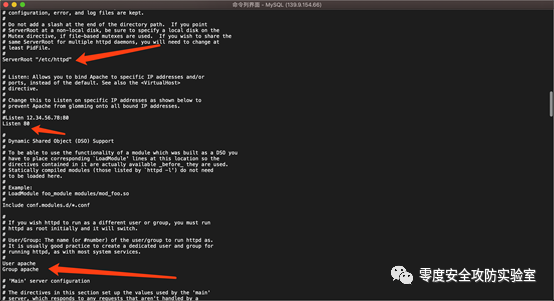 命令列界面 - MySQL (139.9.154.66)
# configuration, error, and log files are kept.
#
# Do not add a slash at the end of the directory path.  If you point
# ServerRoot at a non-local disk, be sure to specify a local disk on the
# Mutex directive, if file-based mutexes are used.  If you wish to share the
# same ServerRoot for multiple httpd daemons, you will need to change at
# least PidFile.
#
ServerRoot "/etc/httpd"
#
# Listen: Allows you to bind Apache to specific IP addresses and/or
# ports, instead of the default. See also the <VirtualHost>
# directive.
#
# Change this to Listen on specific IP addresses as shown below to
# prevent Apache from glomming onto all bound IP addresses.
#
#Listen 12.34.56.78:80
Listen 80
#
# Dynamic Shared Object (DSO) Support
#
# To be able to use the functionality of a module which was built as a DSO you
# have to place corresponding `LoadModule' lines at this location so the
# directives contained in it are actually available _before_ they are used.
# Statically compiled modules (those listed by `httpd -l') do not need
# to be loaded here.
#
# Example:
# LoadModule foo_module modules/mod_foo.so
#
Include conf.modules.d/*.conf
#
# If you wish httpd to run as a different user or group, you must run
# httpd as root initially and it will switch.
#
# User/Group: The name (or #number) of the user/group to run httpd as.
# It is usually good practice to create a dedicated user and group for
# running httpd, as with most system services.
#
User apache
Group apache
# 'Main' server configuration
#
# The directives in this section set up the values used by the 'main'
# server, which respond to any requests that aren't handled by a
零度安全攻防实验室